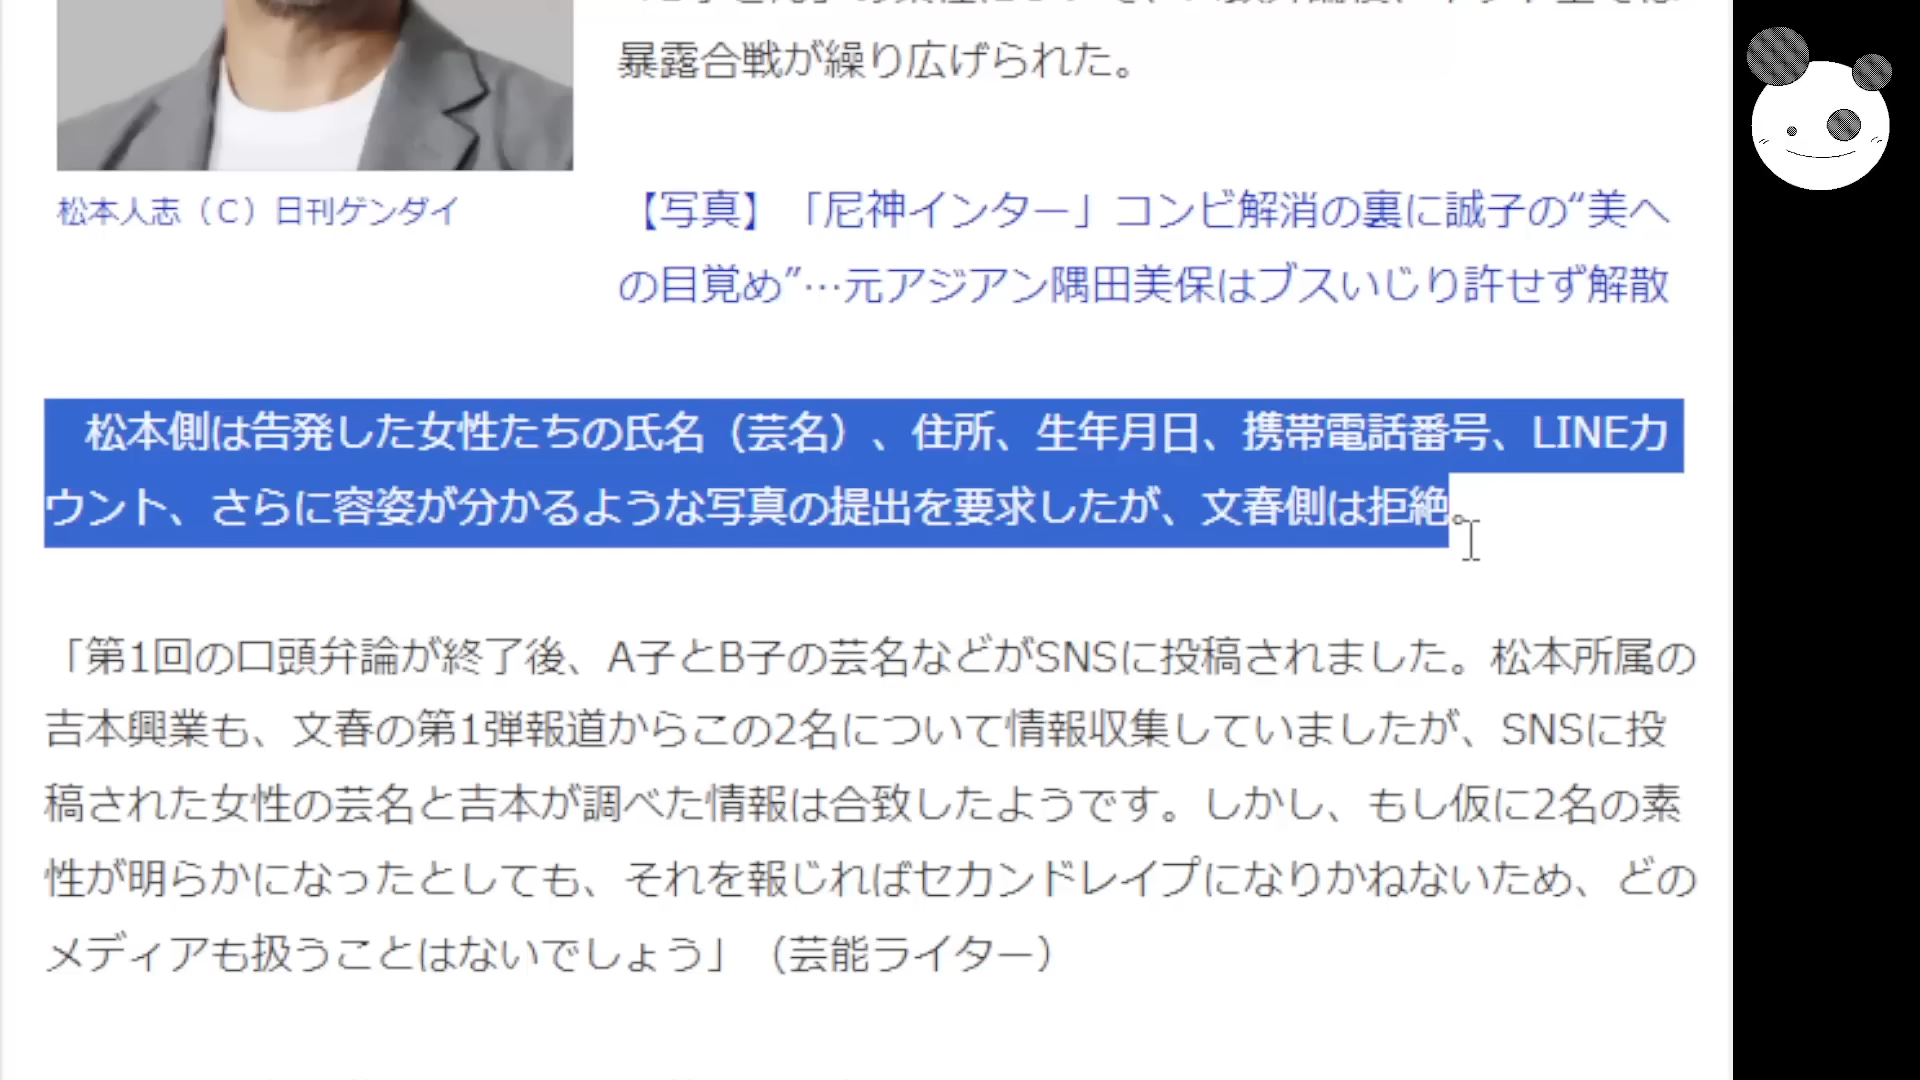 暴露合戦が繰り広げられた。
松本人志（C）日刊ゲンダイ
【写真】「尼神インター」コンビ解消の裏に誠子の“美へ
の目覚め”…元アジアン隅田美保はブスいじり許せず解散
松本側は告発した女性たちの氏名（芸名）、住所、生年月日、携帯電話番号、LINEカ
ウント、さらに容姿が分かるような写真の提出を要求したが、文春側は拒絶。
「第1回の口頭弁論が終了後、A子とB子の芸名などがSNSに投稿されました。松本所属の
吉本興業も、文春の第1弾報道からこの2名について情報収集していましたが、SNSに投
稿された女性の芸名と吉本が調べた情報は合致したようです。しかし、もし仮に2名の素
性が明らかになったとしても、それを報じればセカンドレイプになりかねないため、どの
メディアも扱うことはないでしょう」（芸能ライター）